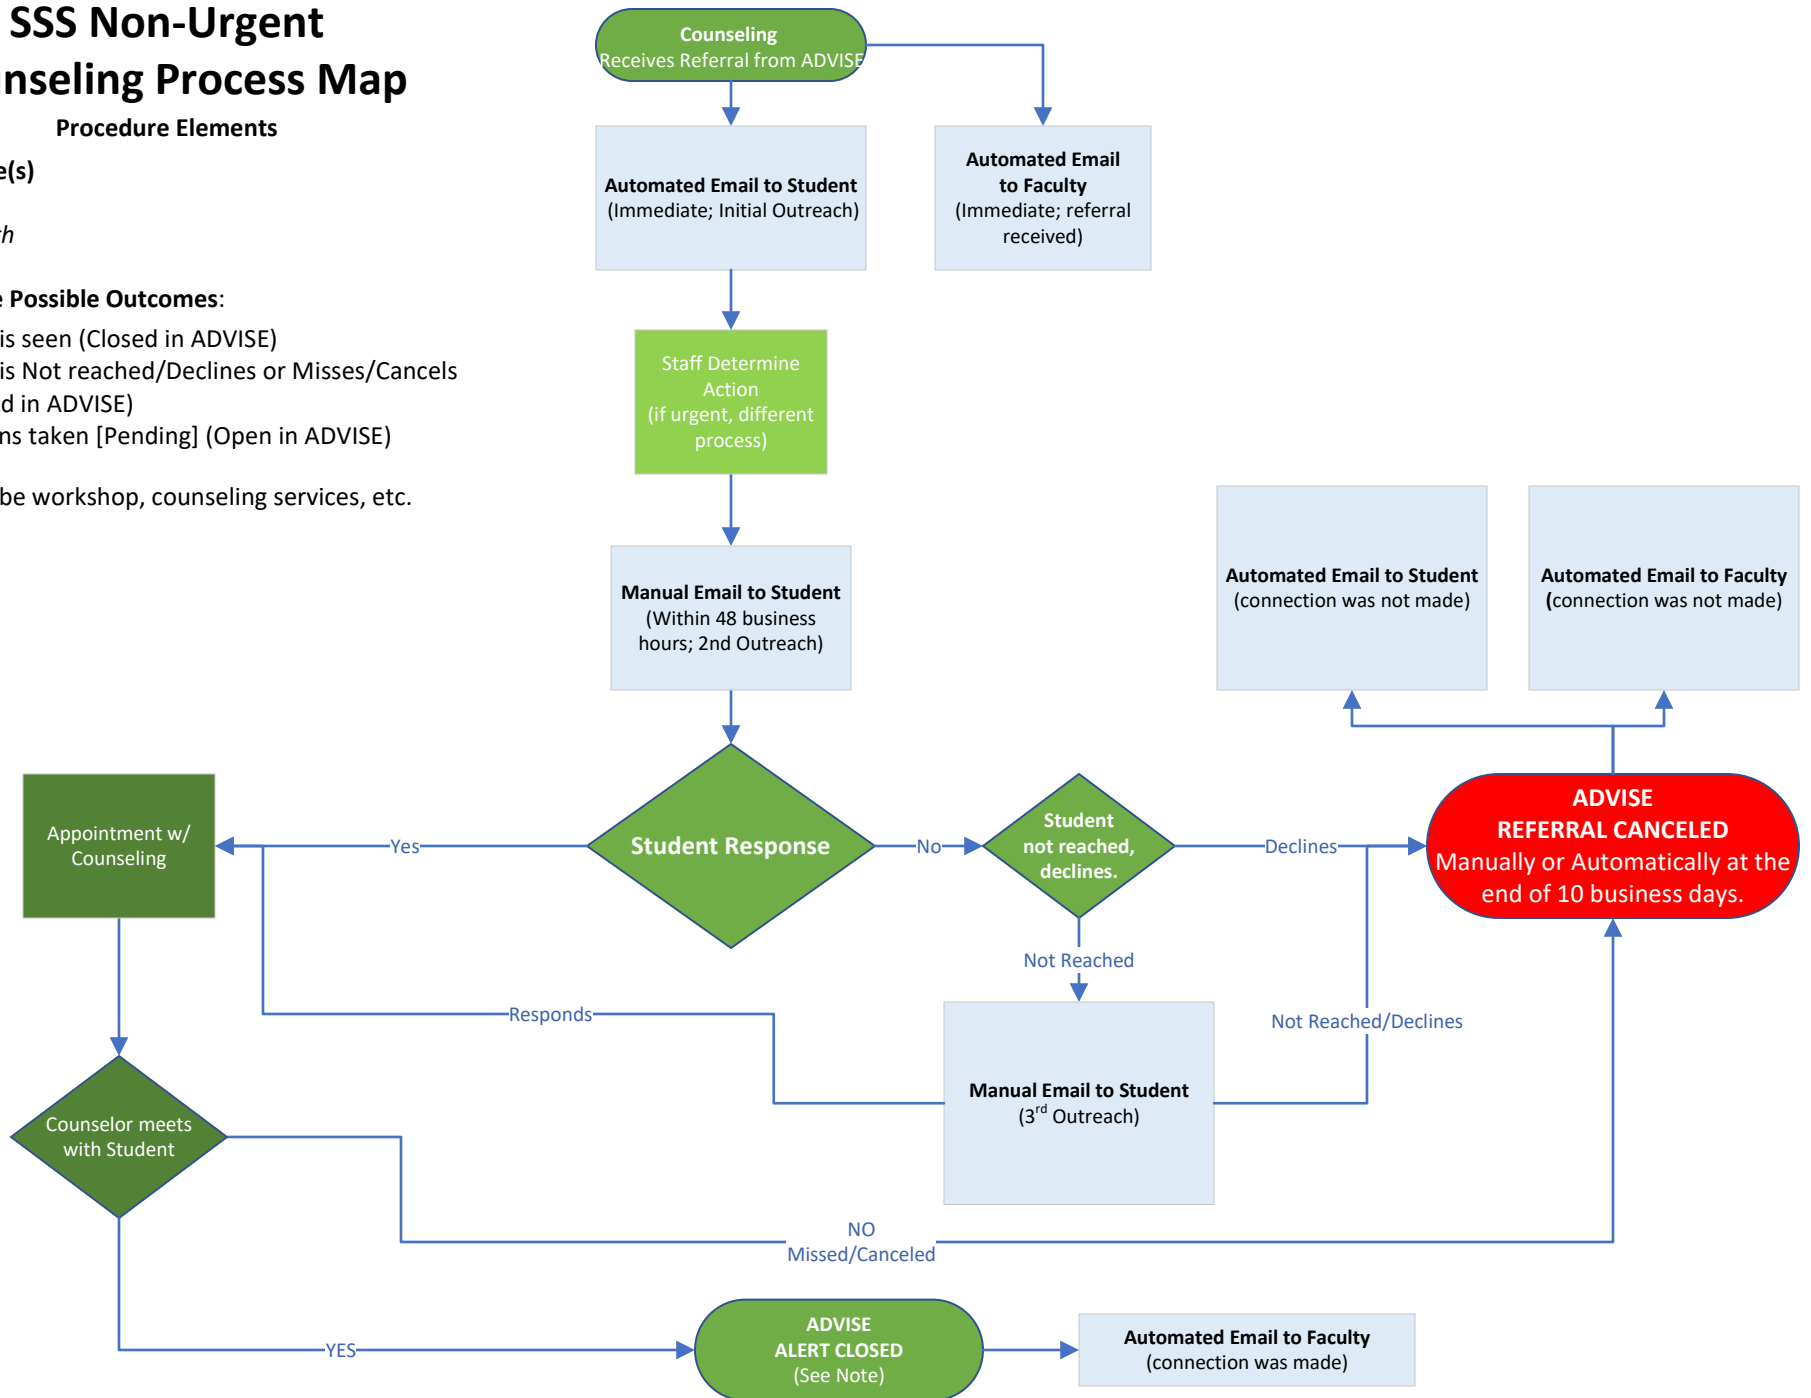 SSS Non-Urgent
unseling Process Map
Procedure Elements
e(s)
th
e Possible Outcomes:
is seen (Closed in ADVISE)
is Not reached/Declines or Misses/Cancels
d in ADVISE)
ns taken [Pending] (Open in ADVISE)
be workshop, counseling services, etc.
Counseling
Receives Referral from ADVISE
Automated Email to Student
(Immediate; Initial Outreach)
Automated Email
to Faculty
(Immediate; referral
received)
Staff Determine
Action
(if urgent, different
process)
Manual Email to Student
(Within 48 business
hours; 2nd Outreach)
Automated Email to Student
(connection was not made)
Automated Email to Faculty
(connection was not made)
Appointment w/
Counseling
Yes
Student Response
No
Student
not reached,
declines.
Declines
ADVISE
REFERRAL CANCELED
Manually or Automatically at the
end of 10 business days.
Not Reached
Responds
Not Reached/Declines
Manual Email to Student
(3rd Outreach)
Counselor meets
with Student
NO
Missed/Canceled
YES
ADVISE
ALERT CLOSED
(See Note)
Automated Email to Faculty
(connection was made)